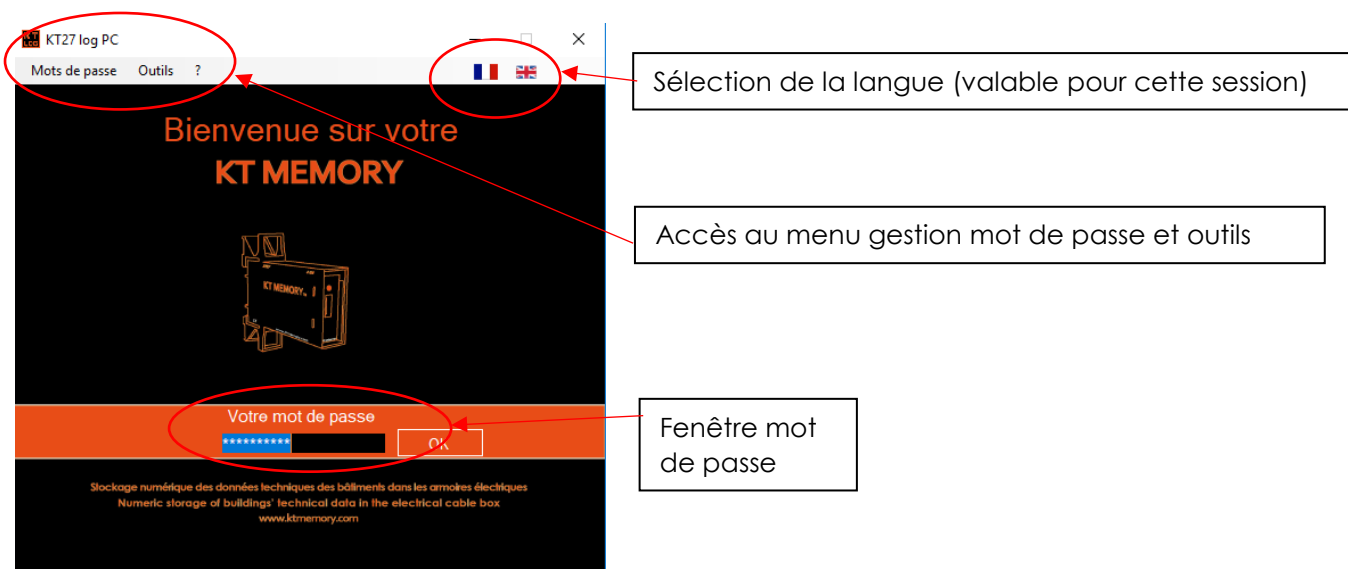 KT27 log PC
Mots de passe Outils ?
Sélection de la langue (valable pour cette session)
Bienvenue sur votre
KT MEMORY
Accès au menu gestion mot de passe et outils
KT MEMORY
Votre mot de passe
********** OK
Fenêtre mot
de passe
Stockage numérique des données techniques des bâtiments dans les armoires électriques
Numeric storage of buildings' technical data in the electrical cable box
www.ktmemory.com